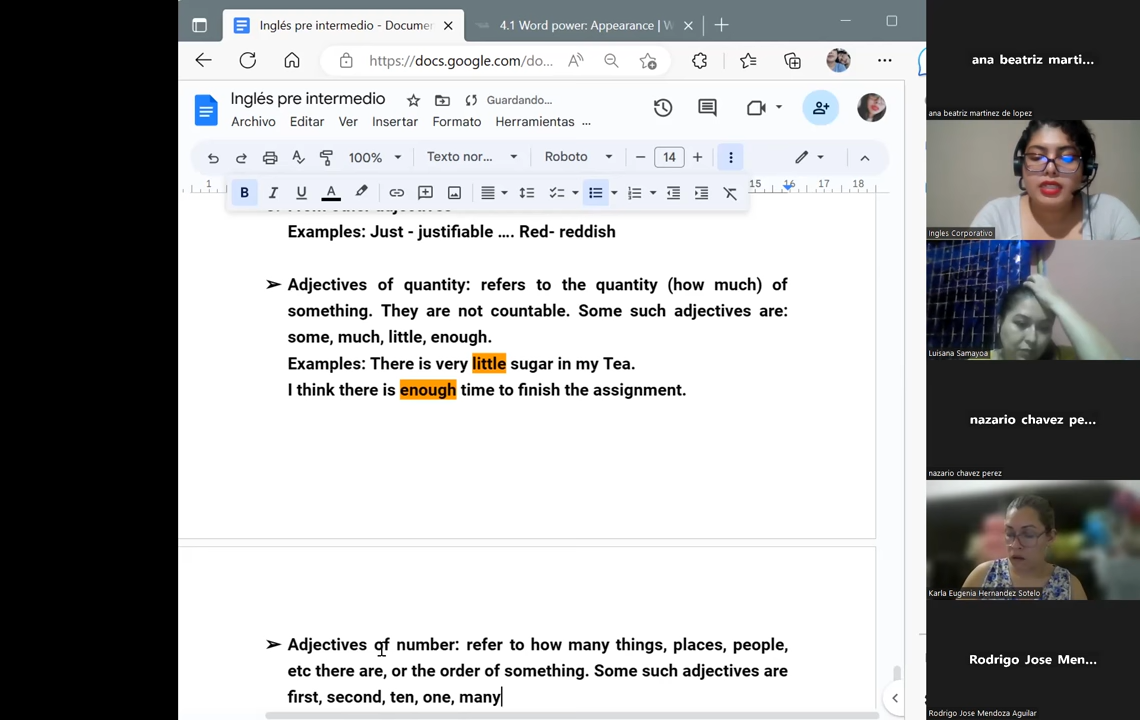 Inglés pre intermedio - Documen
4.1 Word power: Appearance | W
https://docs.google.com/do...
Inglés pre intermedio
Guardando...
Archivo Editar Ver Insertar Formato Herramientas ...
100% Texto nor... Roboto 14
1 15 16 17 18
Examples: Just - justifiable .... Red- reddish
➢ Adjectives of quantity: refers to the quantity (how much) of
something. They are not countable. Some such adjectives are:
some, much, little, enough.
Examples: There is very little sugar in my Tea.
I think there is enough time to finish the assignment.
➢ Adjectives of number: refer to how many things, places, people,
etc there are, or the order of something. Some such adjectives are
first, second, ten, one, many
ana beatriz marti...
ana beatriz martinez de lopez
Ingles Corporativo
Luisana Samayoa
nazario chavez pe...
nazario chavez perez
Karla Eugenia Hernandez Sotelo
Rodrigo Jose Men...
Rodrigo Jose Mendoza Aguilar